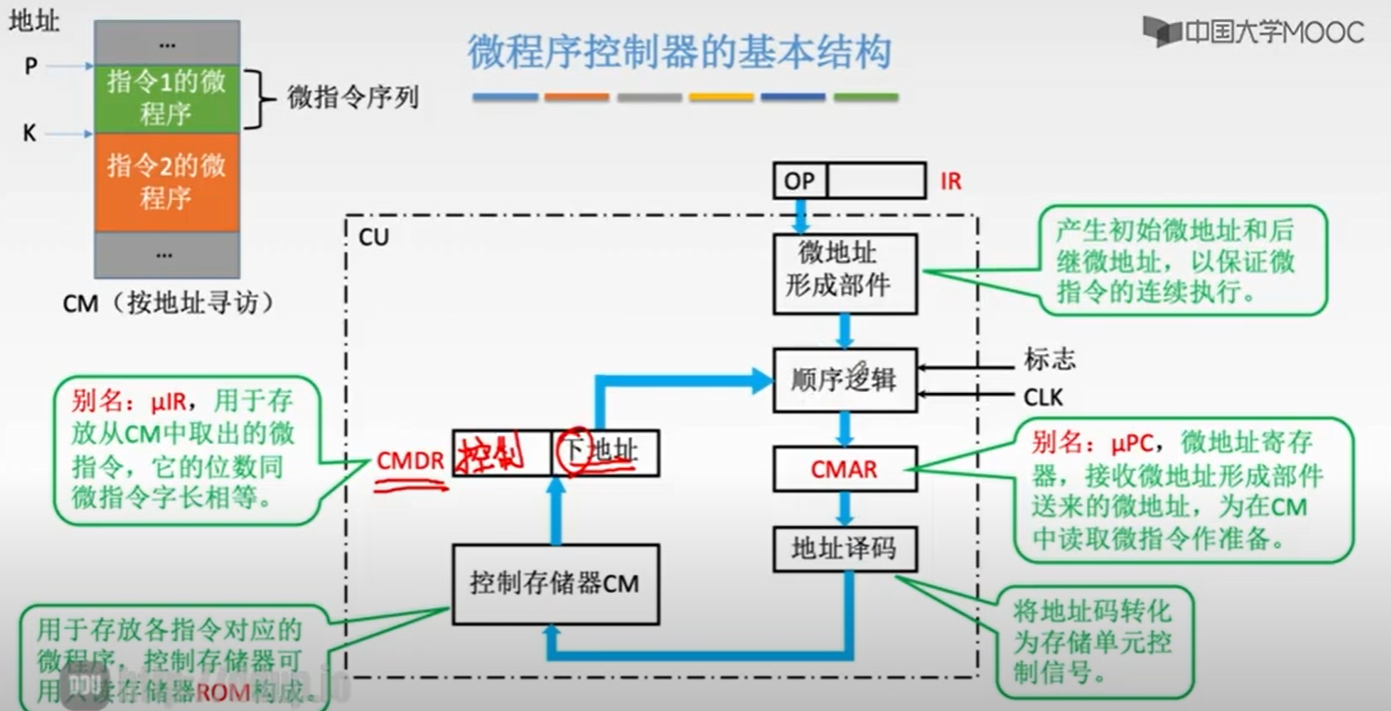 地址
中国大学MOOC
微程序控制器的基本结构
...
P
指令1的微
程序
微指令序列
K
指令2的微
程序
...
CM（按地址寻访）
OP
IR
CU
微地址
形成部件
产生初始微地址和后
继微地址，以保证微
指令的连续执行。
顺序逻辑
标志
CLK
别名：μIR，用于存
放从CM中取出的微
指令，它的位数同
微指令字长相等。
CMDR
控制
下地址
CMAR
别名：μPC，微地址寄存
器，接收微地址形成部件
送来的微地址，为在CM
中读取微指令作准备。
地址译码
控制存储器CM
将地址码转化
为存储单元控
制信号。
用于存放各指令对应的
微程序，控制存储器可
用只读存储器ROM构成。